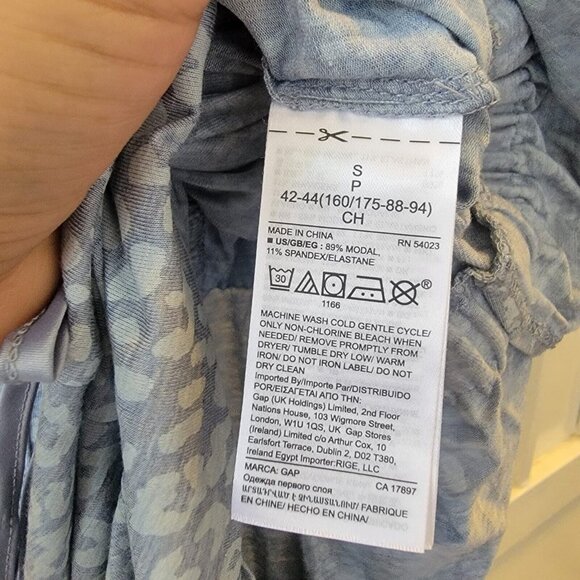 S
P
42-44(160/175-88-94)
CH
MADE IN CHINA RN 54023
■ US/GB/EG : 89% MODAL,
11% SPANDEX/ELASTANE
30
1166
MACHINE WASH COLD GENTLE CYCLE/
ONLY NON-CHLORINE BLEACH WHEN
NEEDED/ REMOVE PROMPTLY FROM
DRYER/ TUMBLE DRY LOW/ WARM
IRON/ DO NOT IRON LABEL/ DO NOT
DRY CLEAN
Imported By/Importe Par/DISTRIBUIDO
POR/ΕΙΣΑΓΕΤΑΙ ΑΠΟ ΤΗΝ:
Gap (UK Holdings) Limited, 2nd Floor
Nations House, 103 Wigmore Street,
London, W1U 1QS, UK Gap Stores
(Ireland) Limited c/o Arthur Cox, 10
Earlsfort Terrace, Dublin 2, D02 T380,
Ireland Egypt Importer:RIGE, LLC
MARCA: GAP CA 17897
Одежда первого слоя
ԱՐՏԱԴՐՎԱԾ Է ՉԻՆԱՍՏԱՆՈՒՄ/ FABRIQUE
EN CHINE/ HECHO EN CHINA/